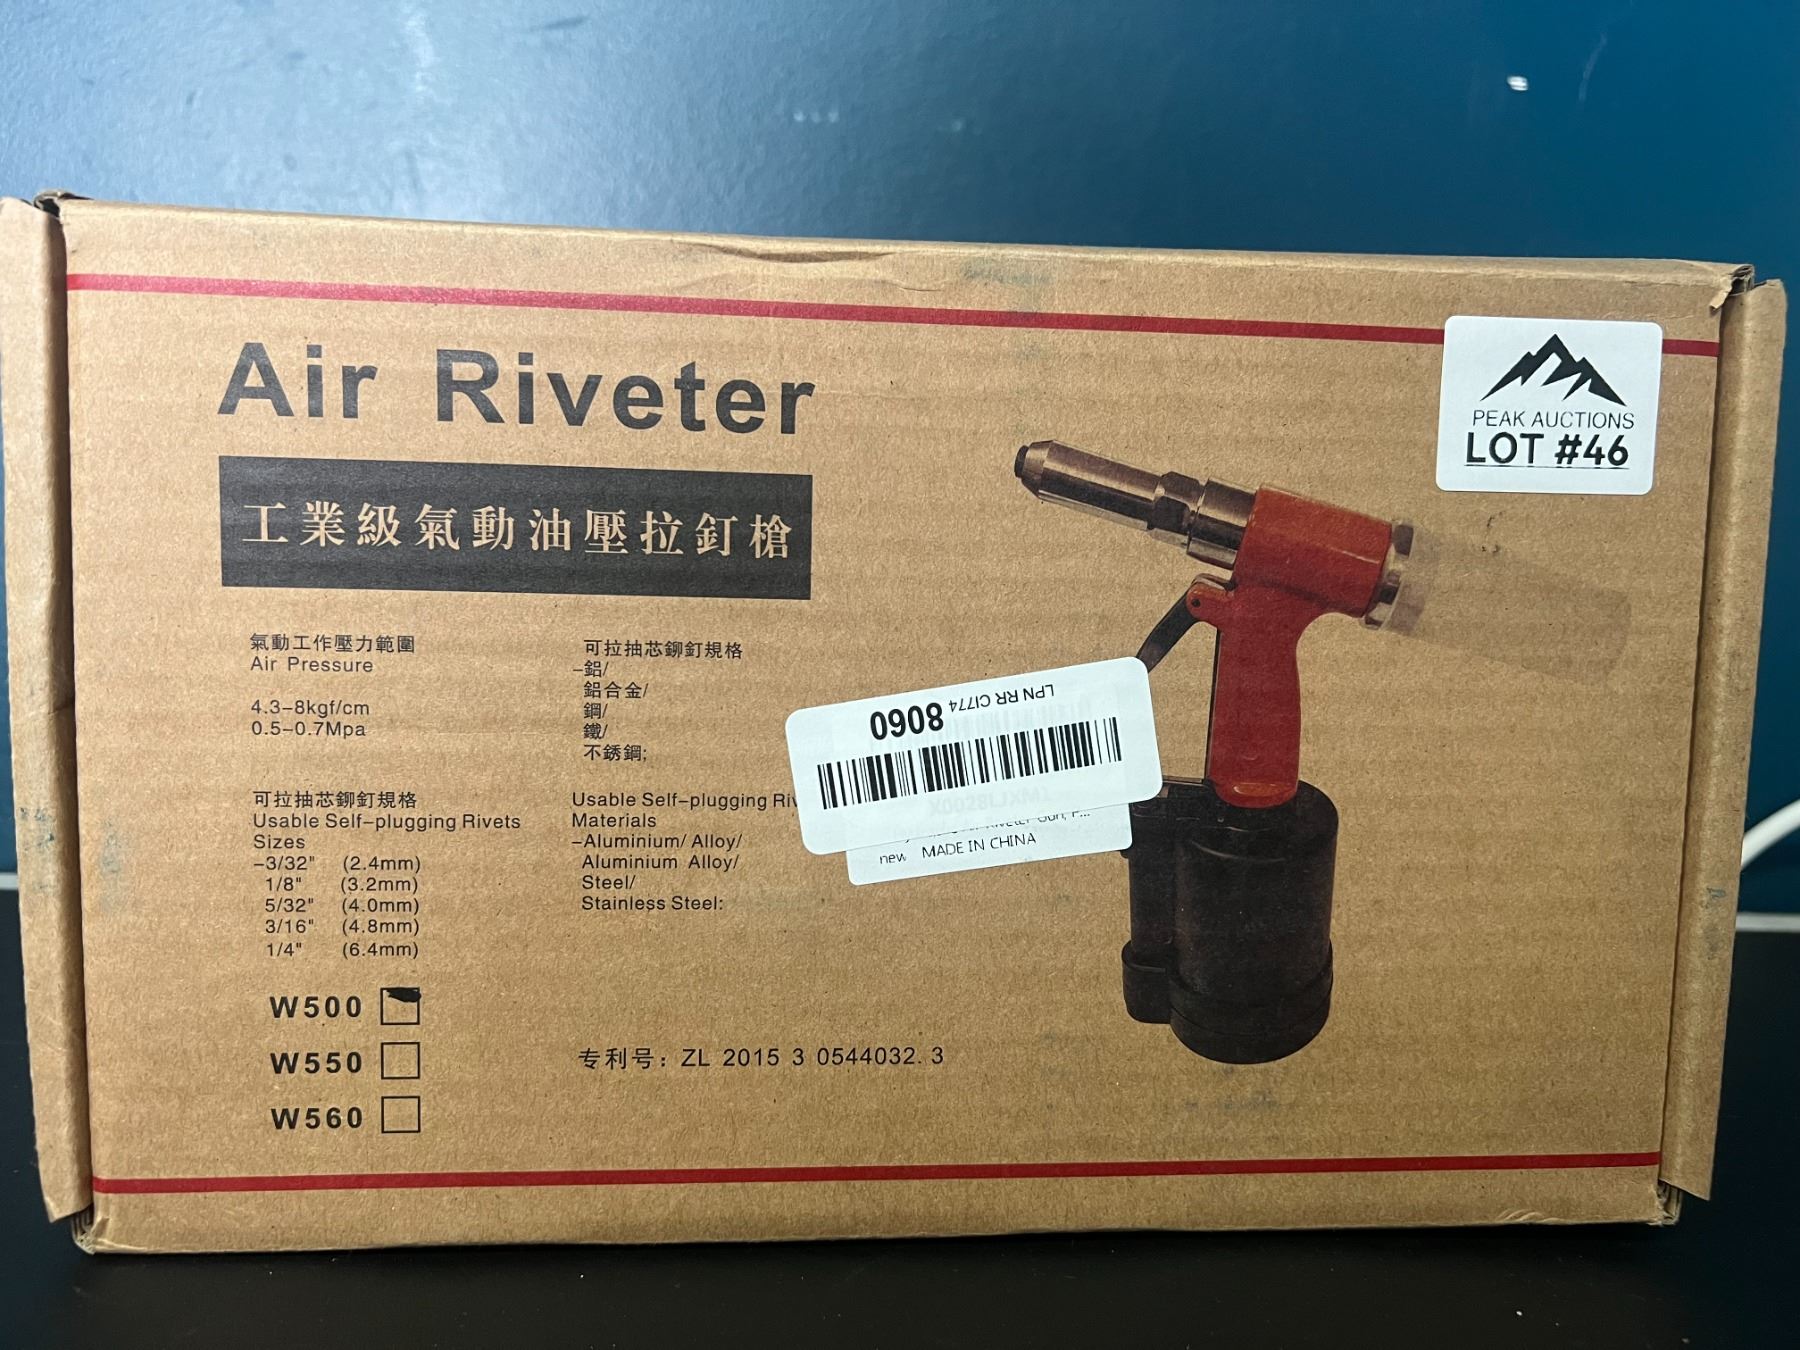 Air Riveter
工業級氣動油壓拉釘槍
PEAK AUCTIONS
LOT #46
氣動工作壓力範圍
Air Pressure
4.3-8kgf/cm
0.5-0.7Mpa
可拉抽芯鉚釘規格
-鋁/
鋁合金/
鋼/
鐵/
不銹鋼;
可拉抽芯鉚釘規格
Usable Self-plugging Rivets
Sizes
-3/32" (2.4mm)
1/8" (3.2mm)
5/32" (4.0mm)
3/16" (4.8mm)
1/4" (6.4mm)
Usable Self-plugging
Materials
-Aluminium/ Alloy/
Aluminium Alloy/
Steel/
Stainless Steel:
LPN RR CI774 8060
new MADE IN CHINA
W500
W550
W560
专利号: ZL 2015 3 0544032. 3